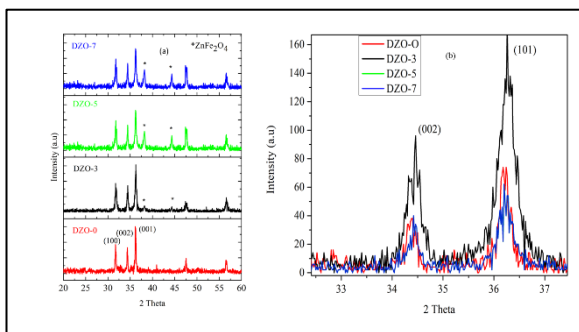 (a)
*ZnFe2O4
DZO-7
*
*
DZO-5
*
*
DZO-3
*
*
DZO-0
(100)
(002)
(001)
20 25 30 35 40 45 50 55 60
2 Theta
Intensity (a.u)
(b)
DZO-O
DZO-3
DZO-5
DZO-7
(101)
(002)
160
140
120
100
80
60
40
20
0
33 34 35 36 37
2 Theta
Intensity (a.u)